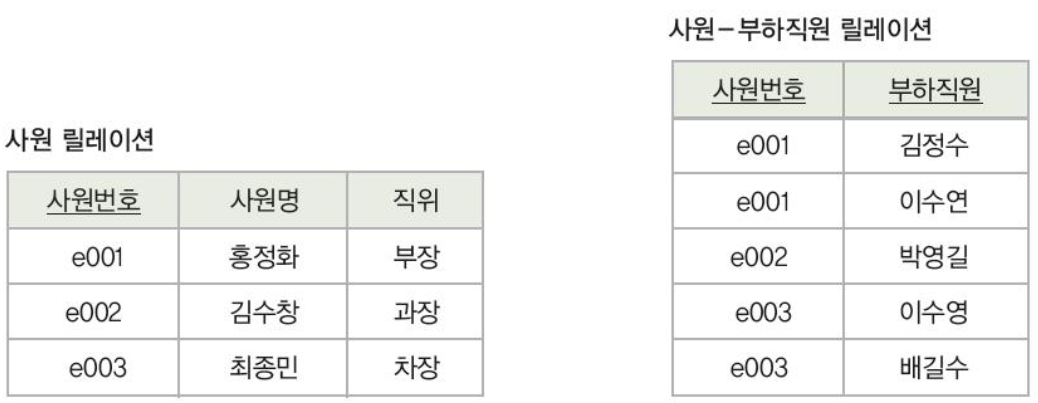 사원 릴레이션
사원번호 사원명 직위
e001 홍정화 부장
e002 김수창 과장
e003 최종민 차장
사원-부하직원 릴레이션
사원번호 부하직원
e001 김정수
e001 이수연
e002 박영길
e003 이수영
e003 배길수